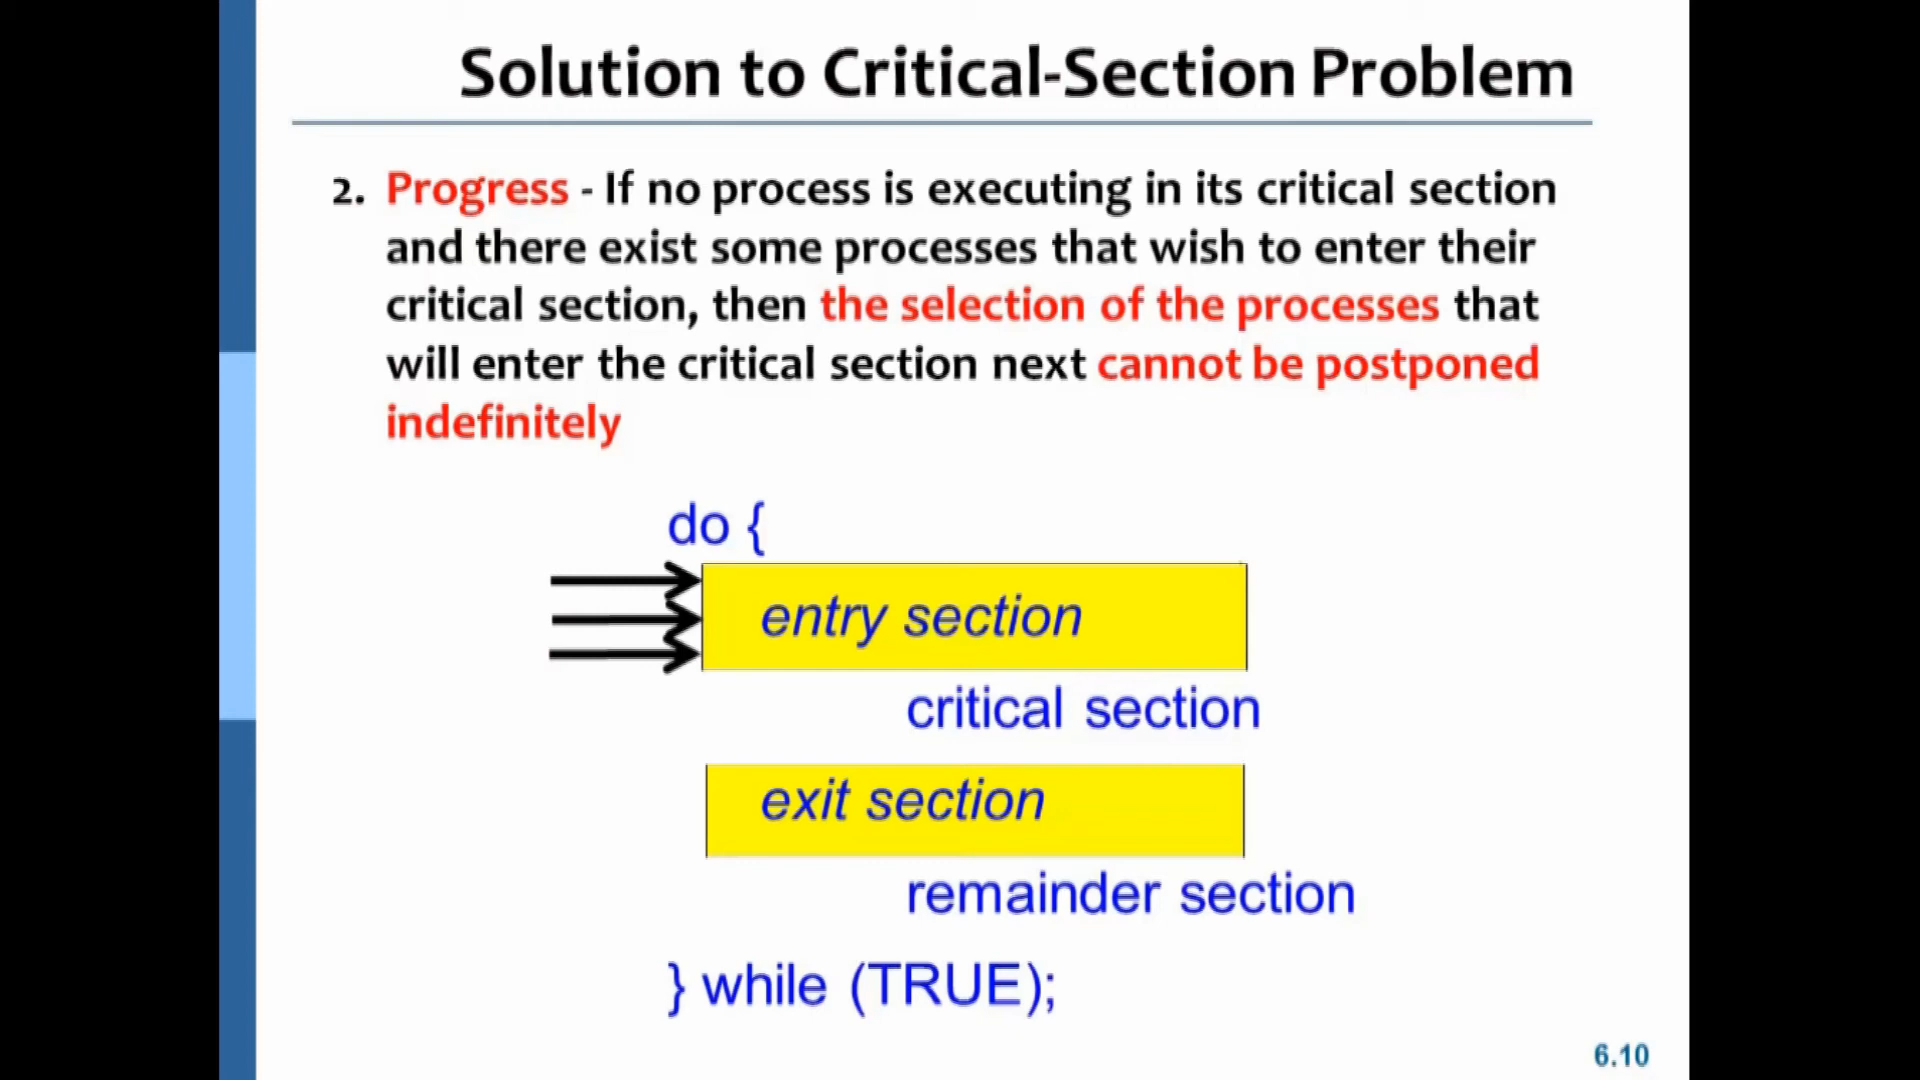 Solution to Critical-Section Problem
2. Progress - If no process is executing in its critical section
and there exist some processes that wish to enter their
critical section, then the selection of the processes that
will enter the critical section next cannot be postponed
indefinitely
do {
entry section
critical section
exit section
remainder section
} while (TRUE);
6.10